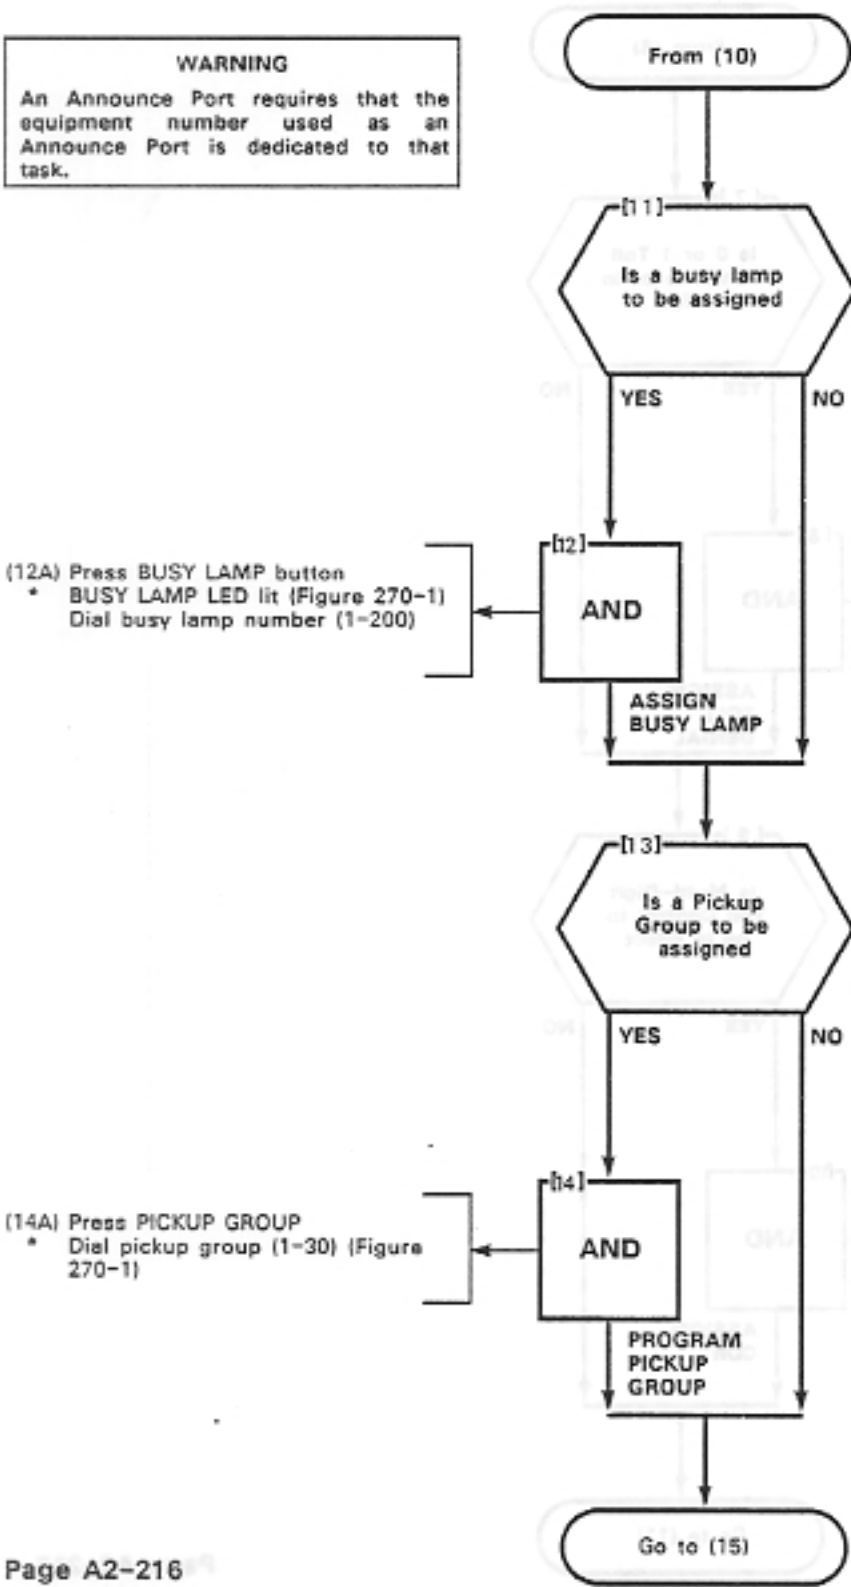 From (10)
WARNING
An Announce Port requires that the
equipment number used as an
Announce Port is dedicated to that
task.
[11]
Is a busy lamp
to be assigned
YES
NO
[12]
AND
(12A) Press BUSY LAMP button
* BUSY LAMP LED lit (Figure 270-1)
Dial busy lamp number (1-200)
ASSIGN
BUSY LAMP
[13]
Is a Pickup
Group to be
assigned
YES
NO
[14]
AND
(14A) Press PICKUP GROUP
* Dial pickup group (1-30) (Figure
270-1)
PROGRAM
PICKUP
GROUP
Go to (15)
Page A2-216